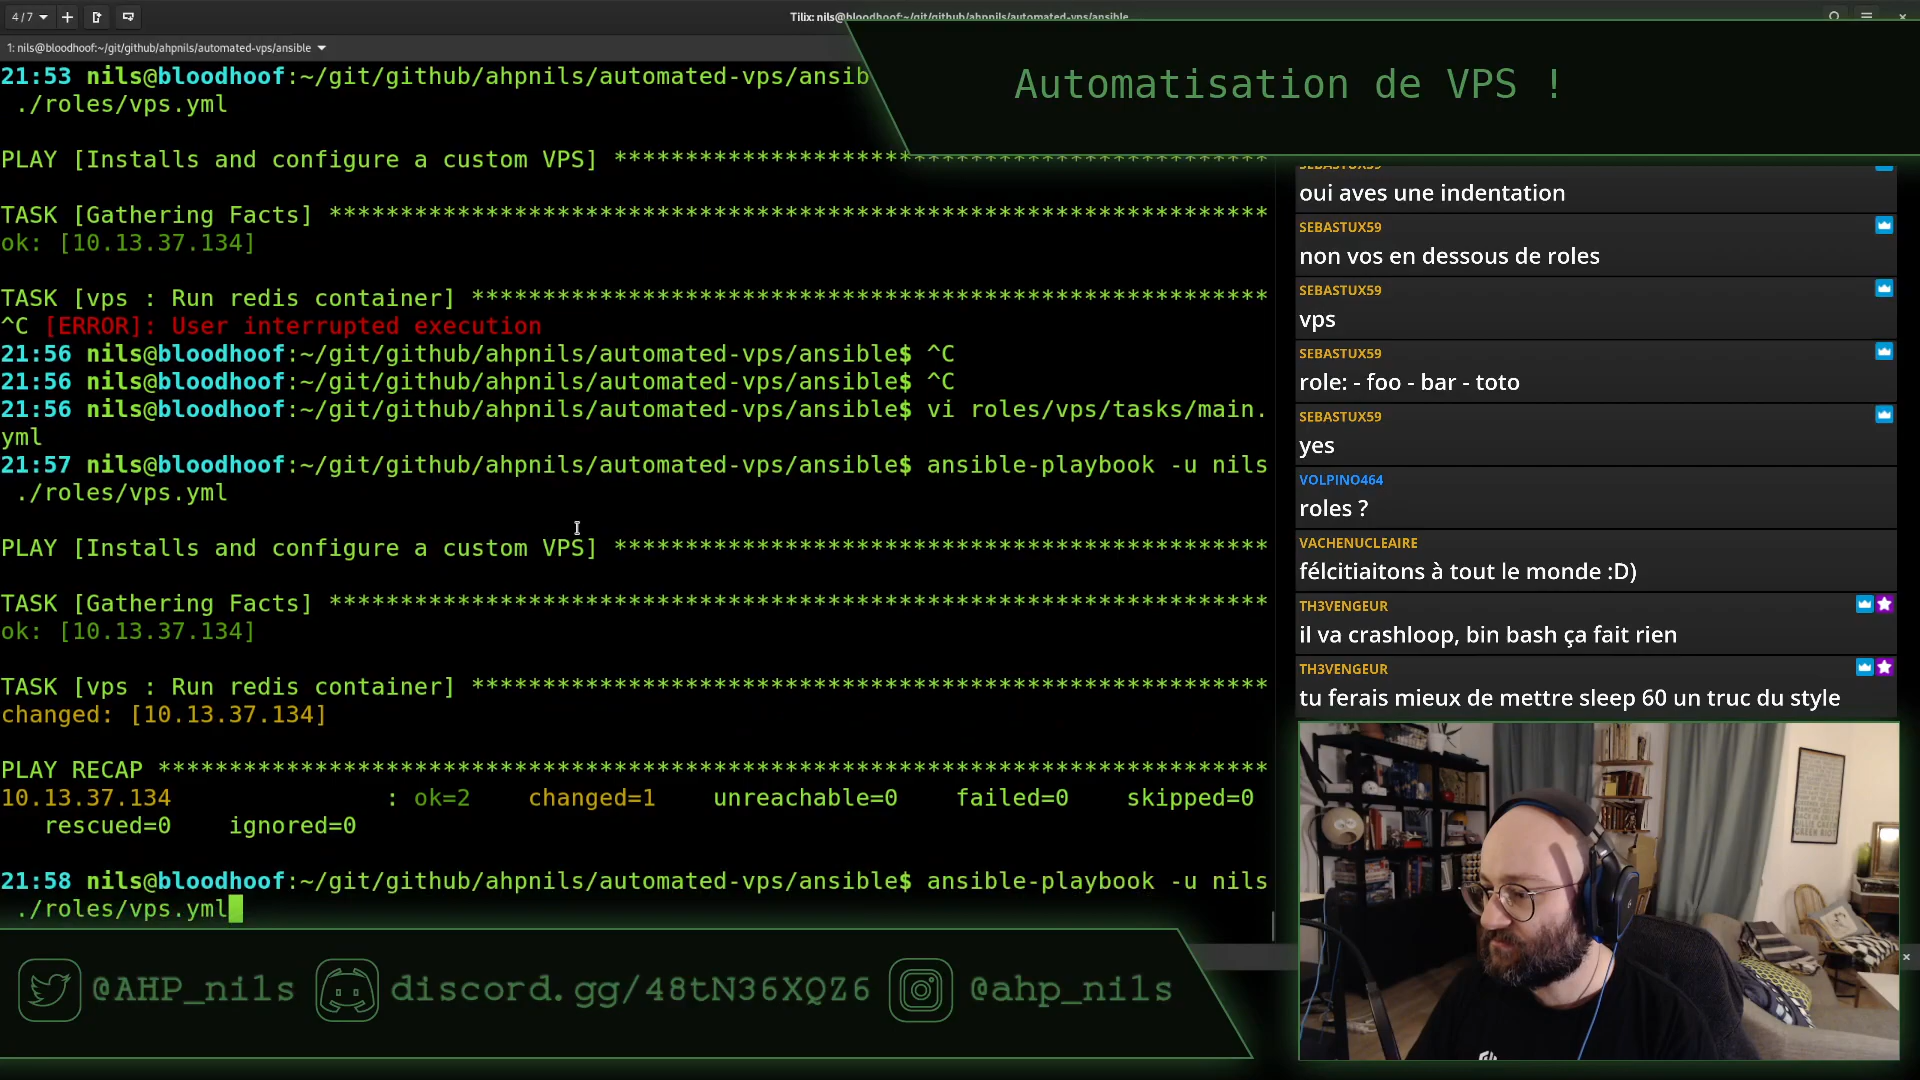 4 / 7
Tilix: nils@bloodhoof:~/git/github/ahpnils/automated-vps/ansible
1: nils@bloodhoof:~/git/github/ahpnils/automated-vps/ansible
Automatisation de VPS !
21:53 nils@bloodhoof:~/git/github/ahpnils/automated-vps/ansib
./roles/vps.yml
PLAY [Installs and configure a custom VPS] **********************************************
TASK [Gathering Facts] ******************************************************************
ok: [10.13.37.134]
TASK [vps : Run redis container] ********************************************************
^C [ERROR]: User interrupted execution
21:56 nils@bloodhoof:~/git/github/ahpnils/automated-vps/ansible$ ^C
21:56 nils@bloodhoof:~/git/github/ahpnils/automated-vps/ansible$ ^C
21:56 nils@bloodhoof:~/git/github/ahpnils/automated-vps/ansible$ vi roles/vps/tasks/main.
yml
21:57 nils@bloodhoof:~/git/github/ahpnils/automated-vps/ansible$ ansible-playbook -u nils
./roles/vps.yml
PLAY [Installs and configure a custom VPS] **********************************************
TASK [Gathering Facts] ******************************************************************
ok: [10.13.37.134]
TASK [vps : Run redis container] ********************************************************
changed: [10.13.37.134]
PLAY RECAP ******************************************************************************
10.13.37.134 : ok=2 changed=1 unreachable=0 failed=0 skipped=0
rescued=0 ignored=0
21:58 nils@bloodhoof:~/git/github/ahpnils/automated-vps/ansible$ ansible-playbook -u nils
./roles/vps.yml
SEBASTUX59
oui aves une indentation
SEBASTUX59
non vos en dessous de roles
SEBASTUX59
vps
SEBASTUX59
role: - foo - bar - toto
SEBASTUX59
yes
VOLPINO464
roles ?
VACHENUCLEAIRE
félcitiaitons à tout le monde :D)
TH3VENGEUR
il va crashloop, bin bash ça fait rien
TH3VENGEUR
tu ferais mieux de mettre sleep 60 un truc du style
@AHP_nils
discord.gg/48tN36XQZ6
@ahp_nils